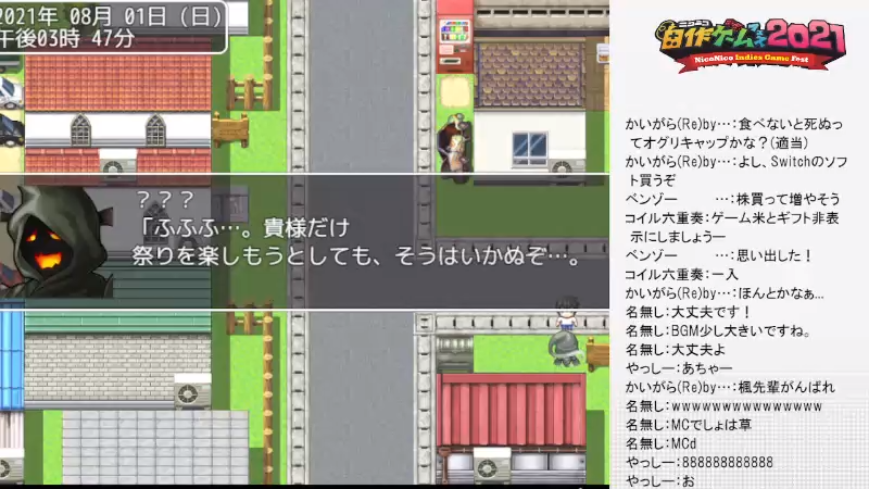 2021年 08月 01日 (日)
午後03時 47分
？？？
「ふふふ…。貴様だけ
祭りを楽しもうとしても、そうはいかぬぞ…。
ニコニコ
自作ゲームフェス2021
NicoNico Indies Game Fest
かいがら(Re)by…：食べないと死ぬっ
てオグリキャップかな？(適当)
かいがら(Re)by…：よし、Switchのソフ
ト買うぞ
ベンゾー　　　…：株買って増やそう
コイル六重奏：ゲーム米とギフト非表
示にしましょうー
ベンゾー　　　…：思い出した！
コイル六重奏：一入
かいがら(Re)by…：ほんとかなぁ...
名無し：大丈夫です！
名無し：BGM少し大きいですね。
名無し：大丈夫よ
やっしー：あちゃー
かいがら(Re)by…：楓先輩がんばれ
名無し：wwwwwwwwwwwwwww
名無し：MCでしょは草
名無し：MCd
やっしー：888888888888
やっしー：お